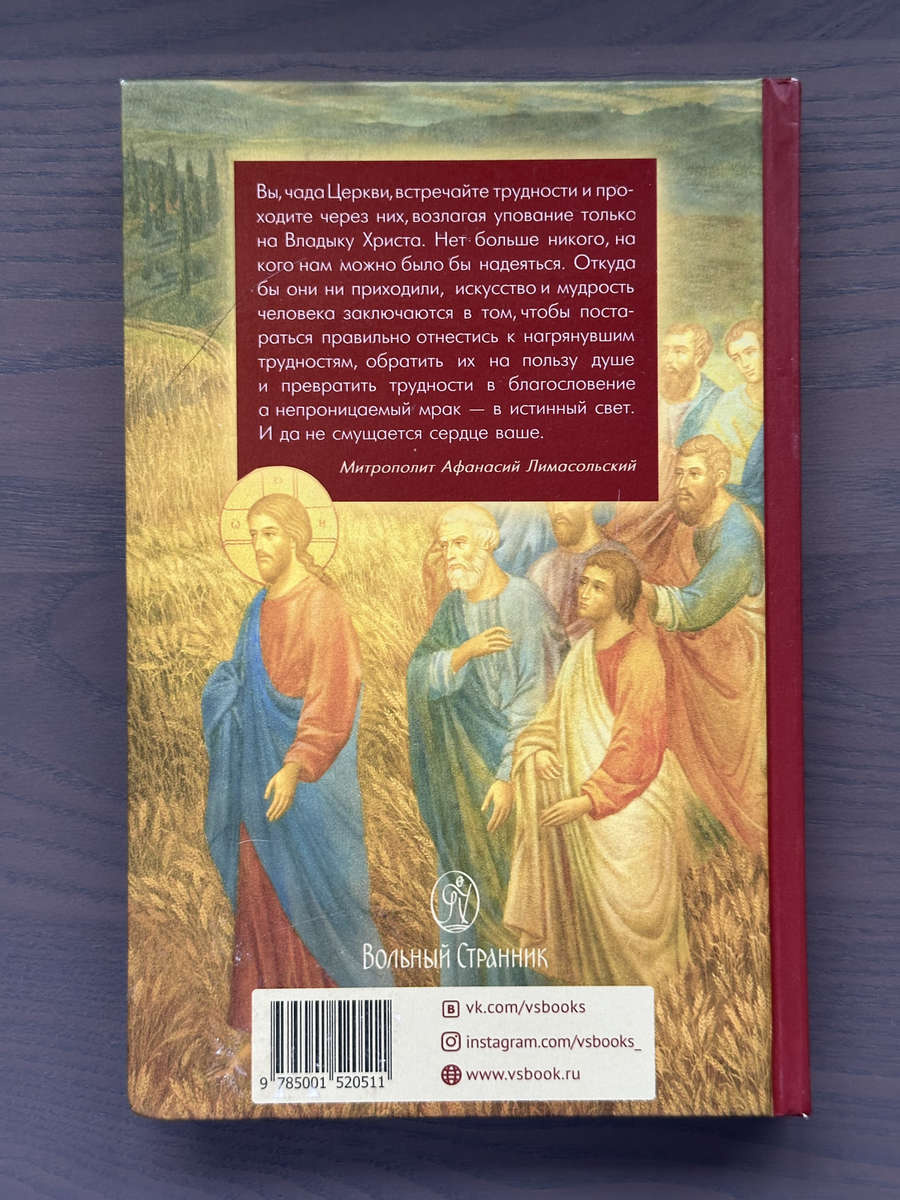 Вы, чада Церкви, встречайте трудности и про-
ходите через них, возлагая упование только
на Владыку Христа. Нет больше никого, на
кого нам можно было бы надеяться. Откуда
бы они ни приходили, искусство и мудрость
человека заключаются в том, чтобы поста-
раться правильно отнестись к нагрянувшим
трудностям, обратить их на пользу душе
и превратить трудности в благословение
а непроницаемый мрак — в истинный свет.
И да не смущается сердце ваше.
Митрополит Афанасий Лимасольский
Вольный Странник
vk.com/vsbooks
instagram.com/vsbooks_
www.vsbook.ru
9 785001 520511